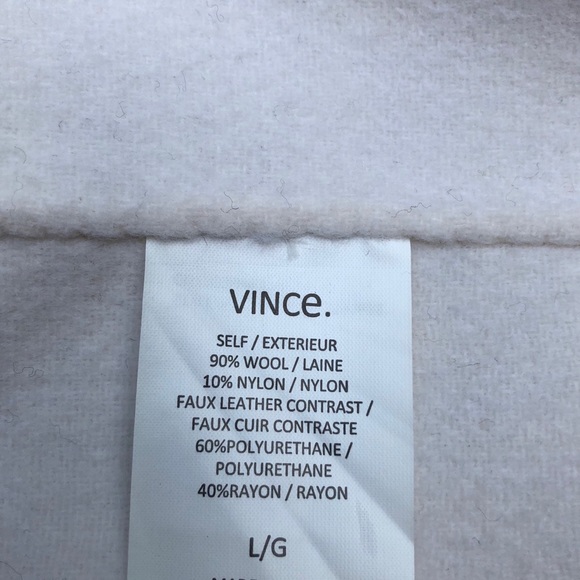 VINCe.
SELF / EXTERIEUR
90% WOOL / LAINE
10% NYLON / NYLON
FAUX LEATHER CONTRAST /
FAUX CUIR CONTRASTE
60%POLYURETHANE /
POLYURETHANE
40%RAYON / RAYON
L/G